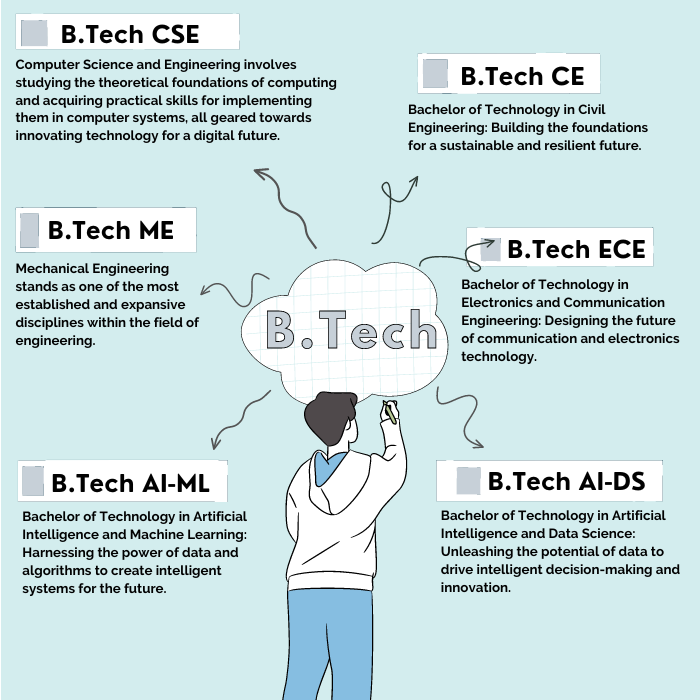 B.Tech CSE
Computer Science and Engineering involves
studying the theoretical foundations of computing
and acquiring practical skills for implementing
them in computer systems, all geared towards
innovating technology for a digital future.
B.Tech CE
Bachelor of Technology in Civil
Engineering: Building the foundations
for a sustainable and resilient future.
B.Tech ME
Mechanical Engineering
stands as one of the most
established and expansive
disciplines within the field of
engineering.
B.Tech ECE
Bachelor of Technology in
Electronics and Communication
Engineering: Designing the future
of communication and electronics
technology.
B.Tech
B.Tech AI-ML
Bachelor of Technology in Artificial
Intelligence and Machine Learning:
Harnessing the power of data and
algorithms to create intelligent
systems for the future.
B.Tech AI-DS
Bachelor of Technology in Artificial
Intelligence and Data Science:
Unleashing the potential of data to
drive intelligent decision-making and
innovation.